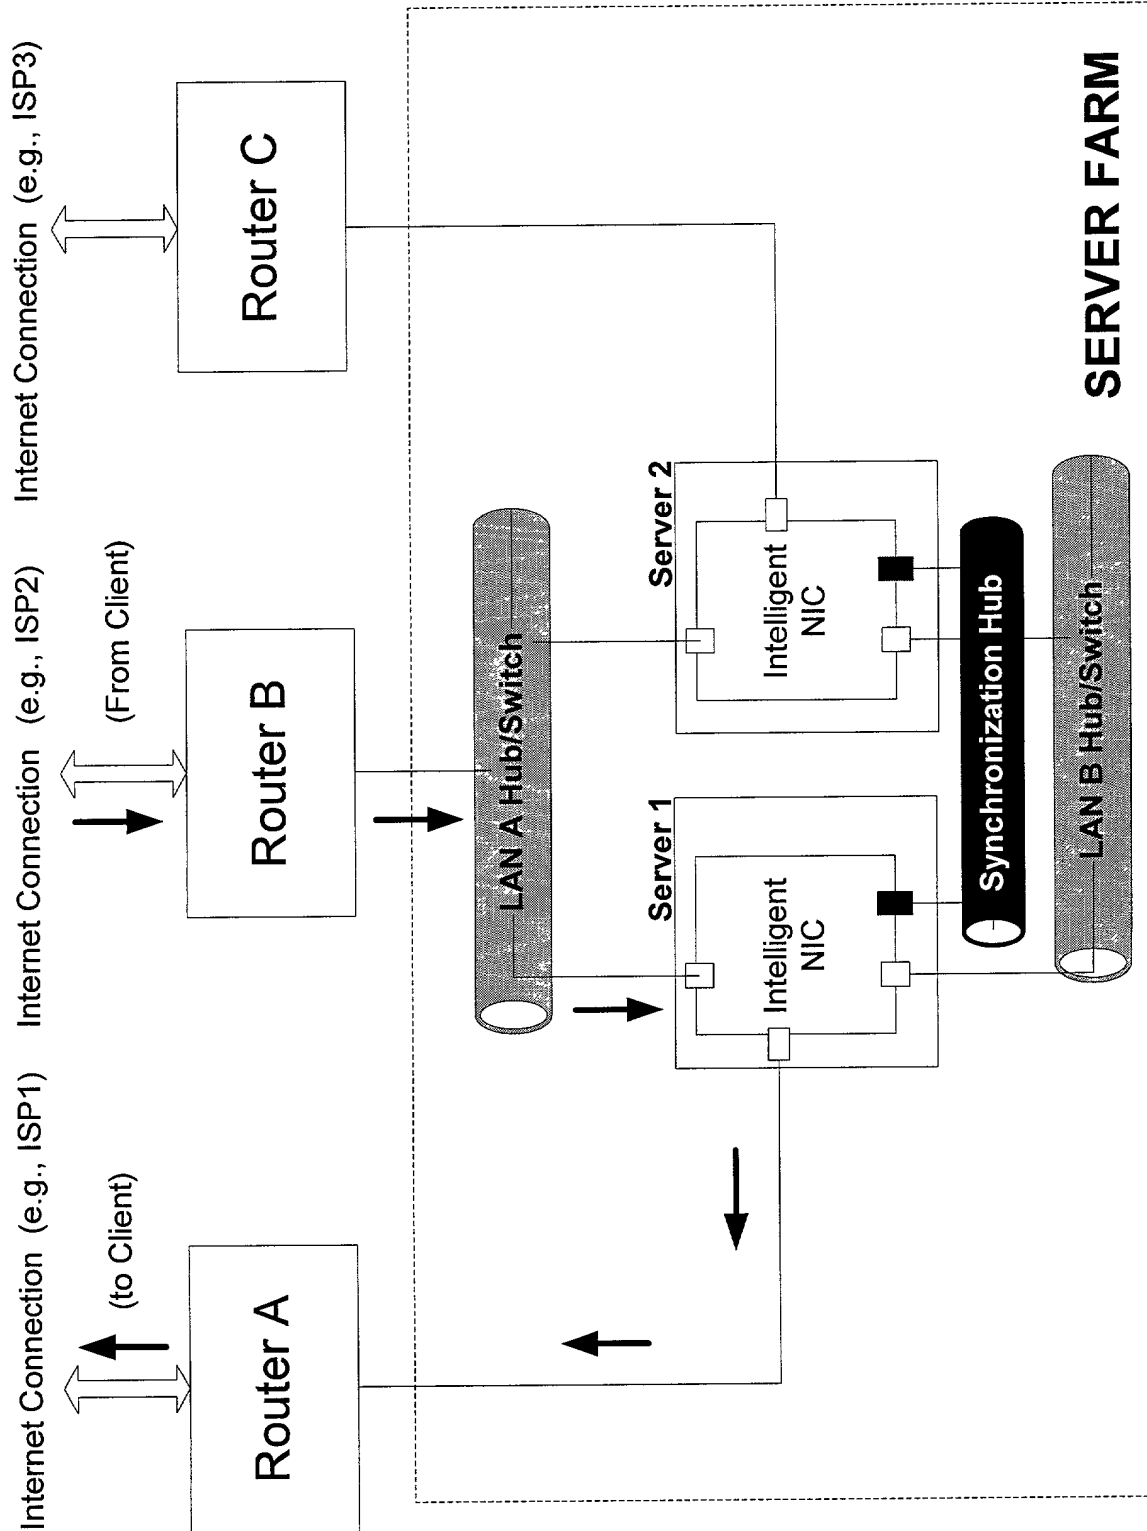 Internet Connection (e.g., ISP1)
Internet Connection (e.g., ISP2)
Internet Connection (e.g., ISP3)
(to Client)
(From Client)
Router A
Router B
Router C
LAN A Hub/Switch
Server 1
Server 2
Intelligent
NIC
Intelligent
NIC
Synchronization Hub
LAN B Hub/Switch
SERVER FARM